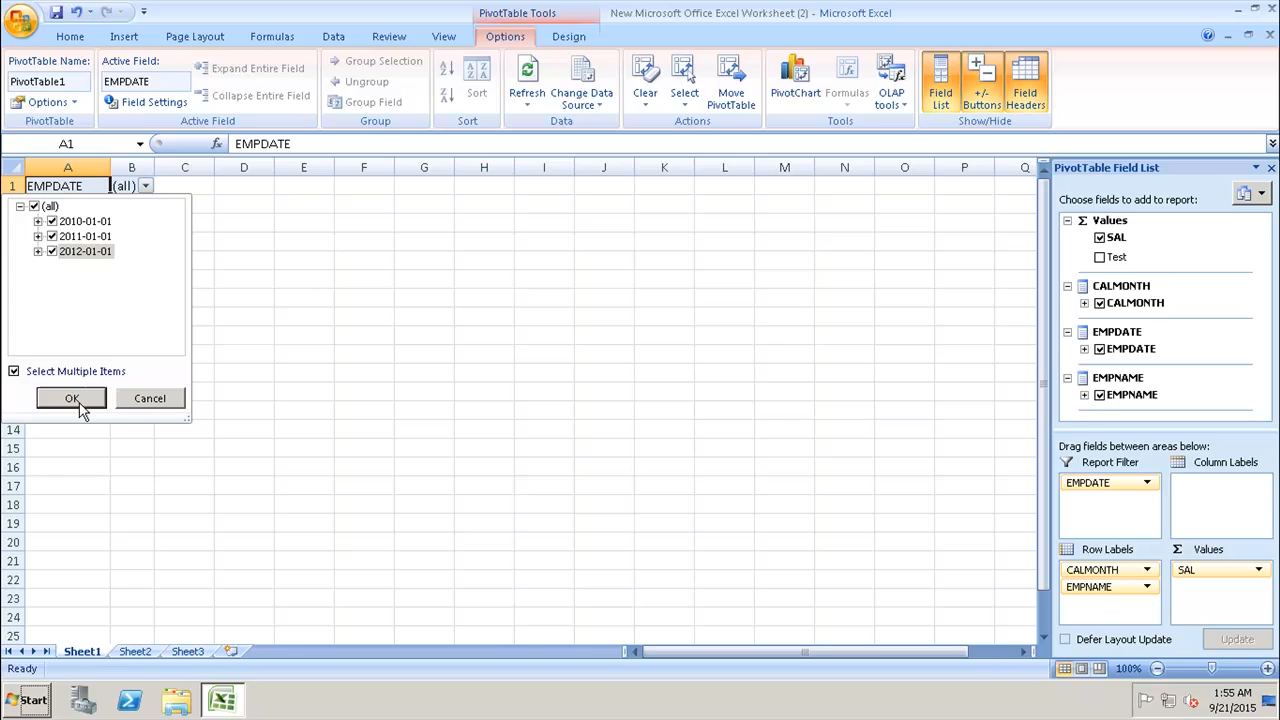 PivotTable Tools
New Microsoft Office Excel Worksheet (2) - Microsoft Excel
Home Insert Page Layout Formulas Data Review View Options Design
PivotTable Name:
PivotTable1
Options
PivotTable
Active Field:
EMPDATE
Field Settings
Expand Entire Field
Collapse Entire Field
Active Field
Group Selection
Ungroup
Group Field
Group
Sort
Sort
Refresh
Change Data Source
Data
Clear
Select
Move PivotTable
Actions
PivotChart
Formulas
OLAP tools
Tools
Field List
+/- Buttons
Field Headers
Show/Hide
A1
fx
EMPDATE
A B C D E F G H I J K L M N O P Q
1 EMPDATE (all)
(all)
2010-01-01
2011-01-01
2012-01-01
Select Multiple Items
OK Cancel
14
15
16
17
18
19
20
21
22
23
24
25
PivotTable Field List
Choose fields to add to report:
Σ Values
SAL
Test
CALMONTH
CALMONTH
EMPDATE
EMPDATE
EMPNAME
EMPNAME
Drag fields between areas below:
Report Filter
Column Labels
EMPDATE
Row Labels
Σ Values
CALMONTH
EMPNAME
SAL
Defer Layout Update
Update
Sheet1 Sheet2 Sheet3
Ready
100%
Start
1:55 AM
9/21/2015